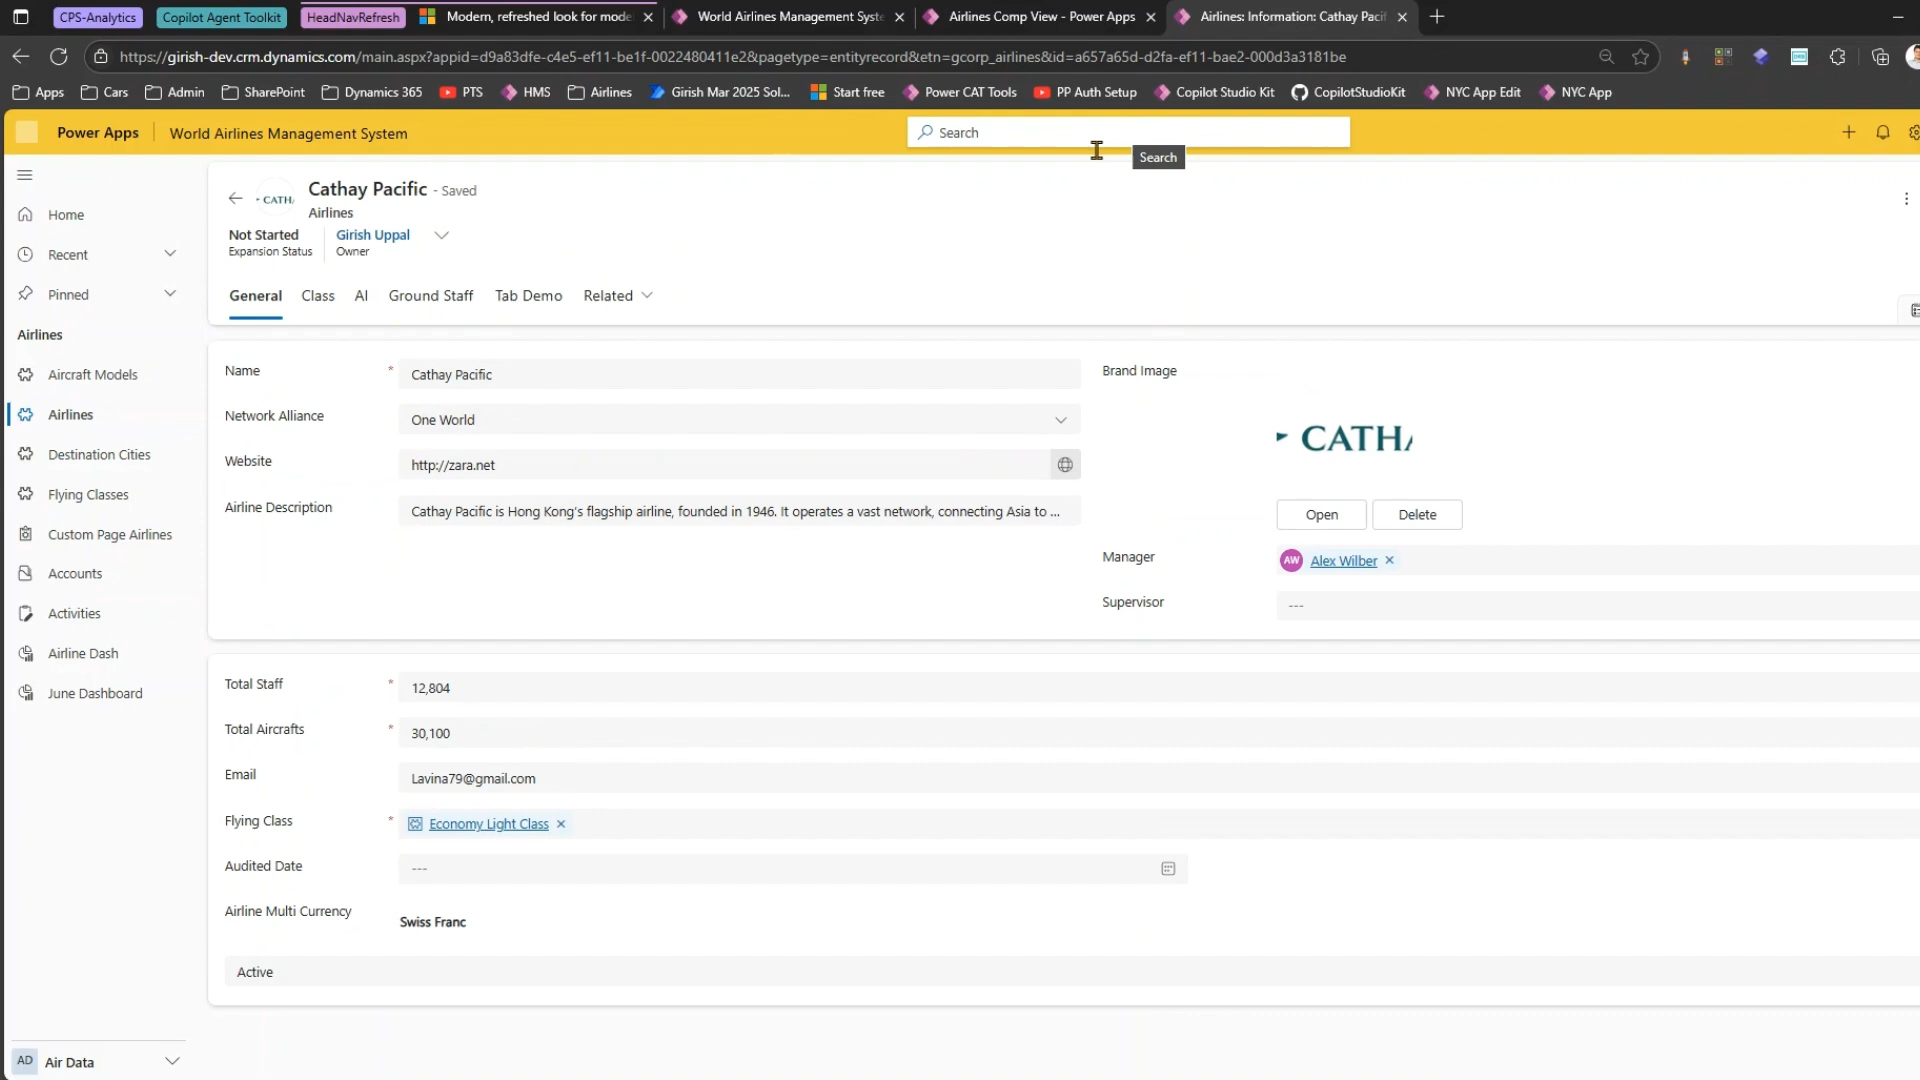 CPS-Analytics
Copilot Agent Toolkit
HeadNavRefresh
Modern, refreshed look for mode
World Airlines Management Syste
Airlines Comp View - Power Apps
Airlines: Information: Cathay Pacif
https://girish-dev.crm.dynamics.com/main.aspx?appid=d9a83dfe-c4e5-ef11-be1f-0022480411e2&pagetype=entityrecord&etn=gcorp_airlines&id=a657a65d-d2fa-ef11-bae2-000d3a3181be
Apps
Cars
Admin
SharePoint
Dynamics 365
PTS
HMS
Airlines
Girish Mar 2025 Sol...
Start free
Power CAT Tools
PP Auth Setup
Copilot Studio Kit
CopilotStudioKit
NYC App Edit
NYC App
Power Apps
World Airlines Management System
Search
Search
Home
Recent
Pinned
Airlines
Aircraft Models
Airlines
Destination Cities
Flying Classes
Custom Page Airlines
Accounts
Activities
Airline Dash
June Dashboard
AD Air Data
CATHA
Cathay Pacific - Saved
Airlines
Not Started
Expansion Status
Girish Uppal
Owner
General
Class
AI
Ground Staff
Tab Demo
Related
Name * Cathay Pacific
Network Alliance One World
Website http://zara.net
Airline Description Cathay Pacific is Hong Kong's flagship airline, founded in 1946. It operates a vast network, connecting Asia to ...
Brand Image
CATHA
Open
Delete
Manager AW Alex Wilber
Supervisor ---
Total Staff * 12,804
Total Aircrafts * 30,100
Email Lavina79@gmail.com
Flying Class * Economy Light Class
Audited Date ---
Airline Multi Currency Swiss Franc
Active